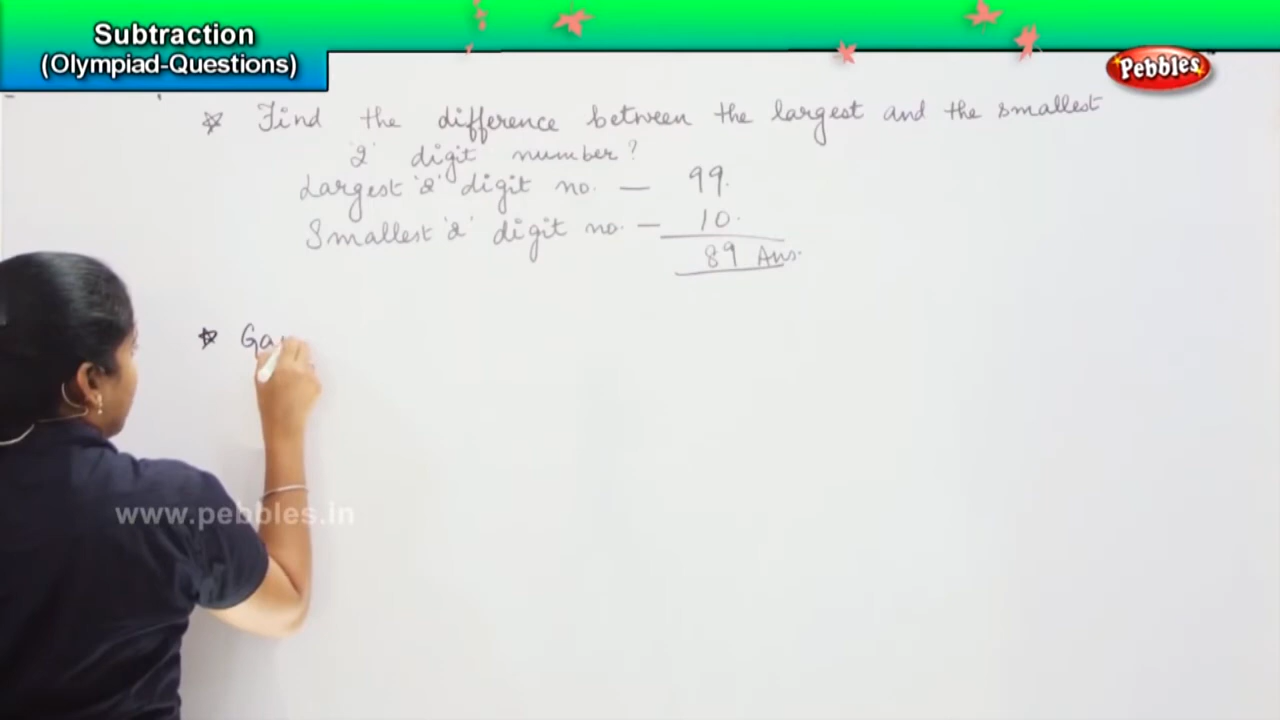 Subtraction
(Olympiad-Questions)
Pebbles
☆ Find the difference between the largest and the smallest
'2' digit number?
Largest '2' digit no. — 99.
Smallest '2' digit no. — 10.
89 Ans.
☆ Ga
www.pebbles.in